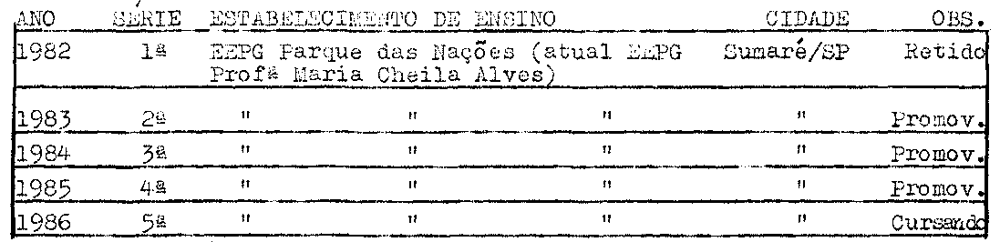 ANO SÉRIE ESTABELECIMENTO DE ENSINO CIDADE OBS.
1982 1ª EEPG Parque das Nações (atual EEPG Sumaré/SP Retido
Profª Maria Cheila Alves)
1983 2ª " " " " Promov.
1984 3ª " " " " Promov.
1985 4ª " " " " Promov.
1986 5ª " " " " Cursando